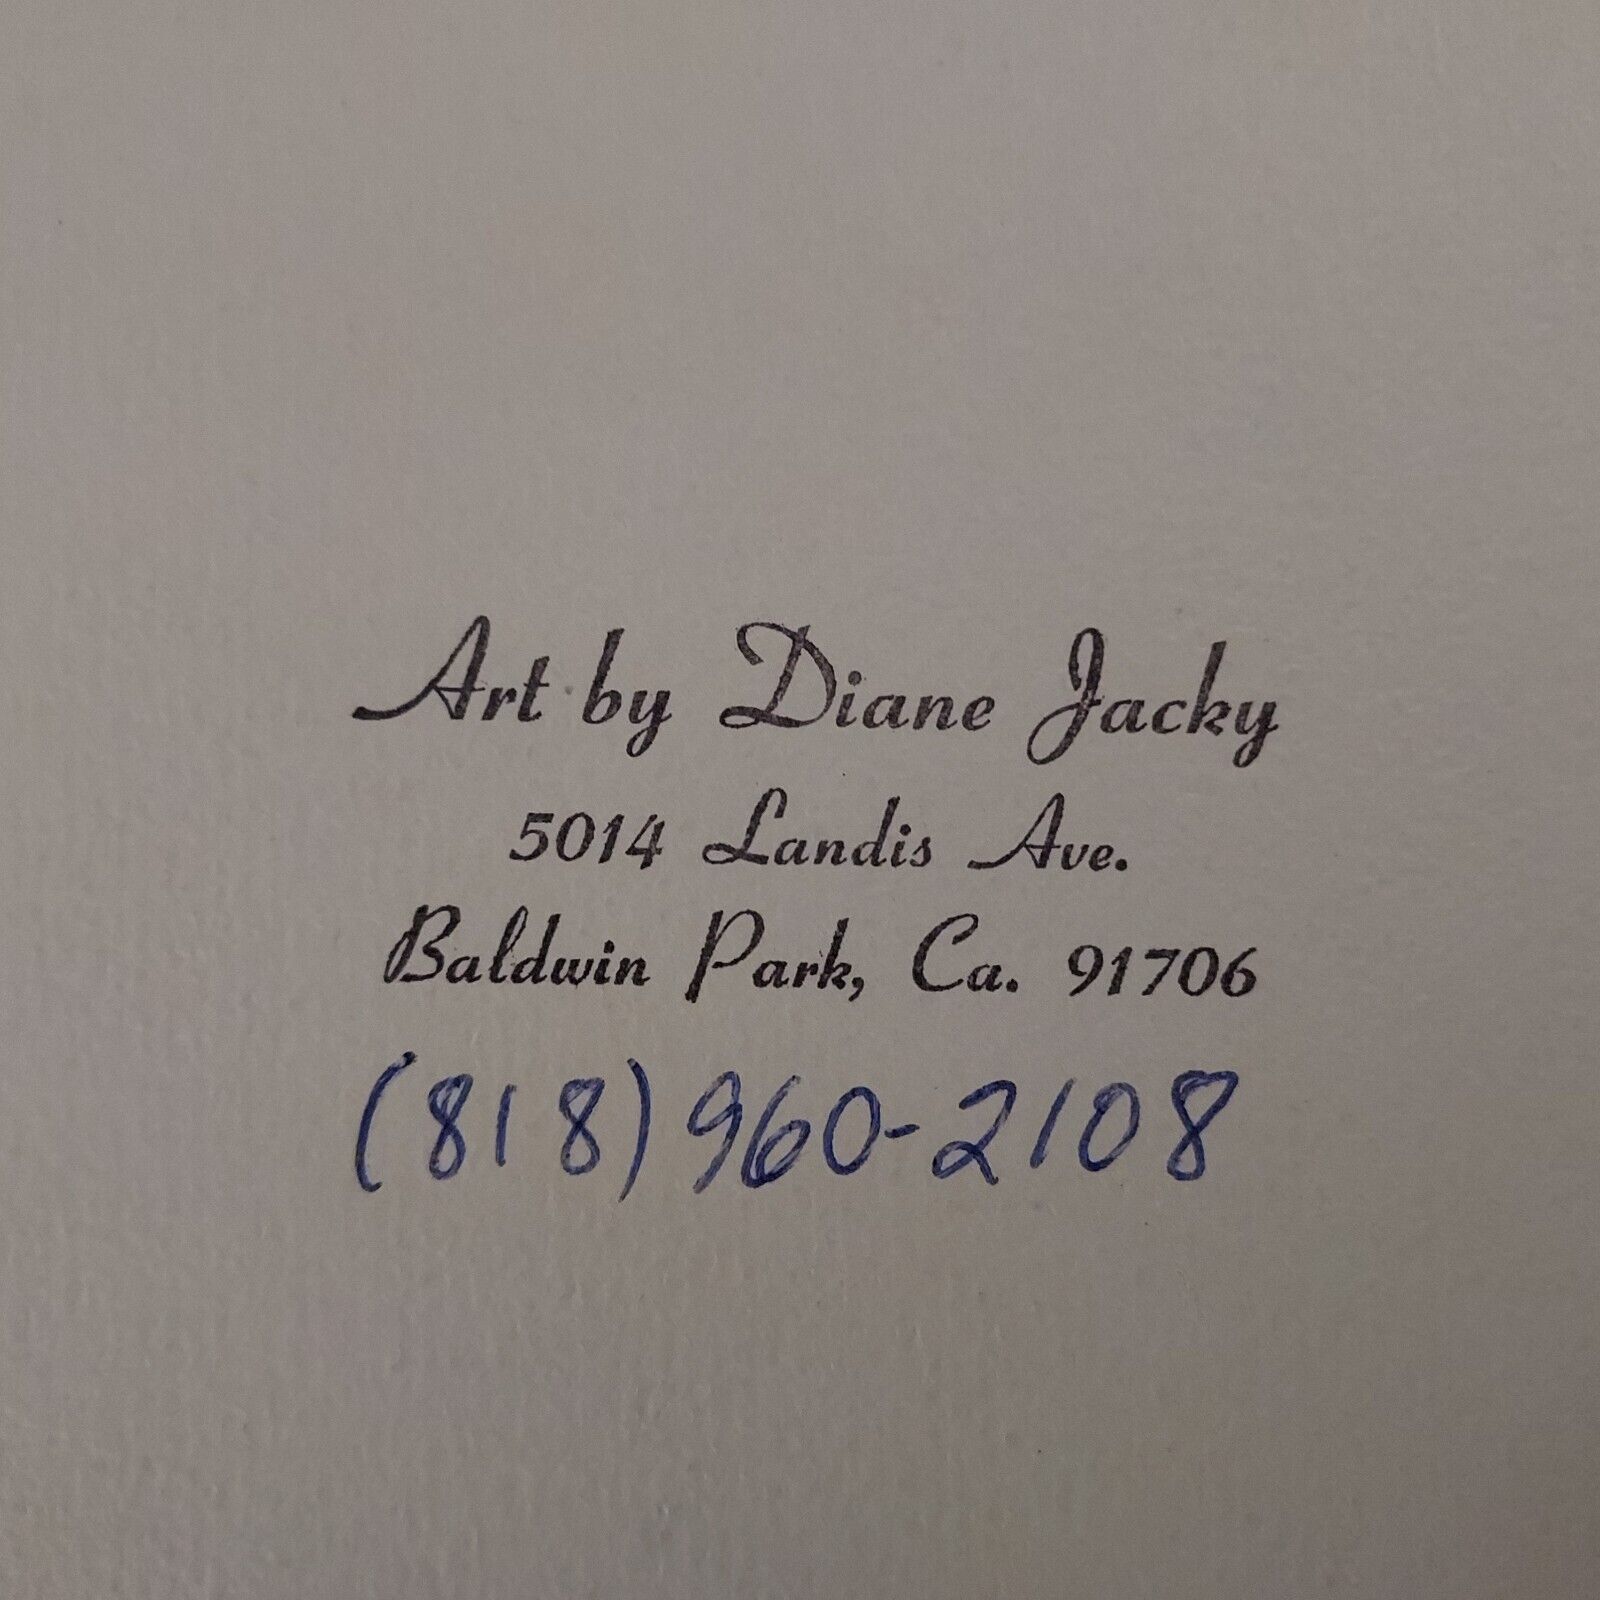 Art by Diane Jacky
5014 Landis Ave.
Baldwin Park, Ca. 91706
(818) 960-2108